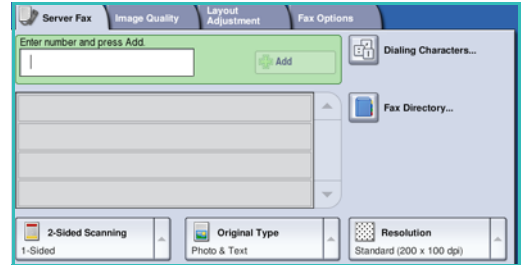 Server Fax
Image Quality
Layout
Adjustment
Fax Options
Enter number and press Add.
Add
Dialing Characters...
Fax Directory...
2-Sided Scanning
1-Sided
Original Type
Photo & Text
Resolution
Standard (200 x 100 dpi)